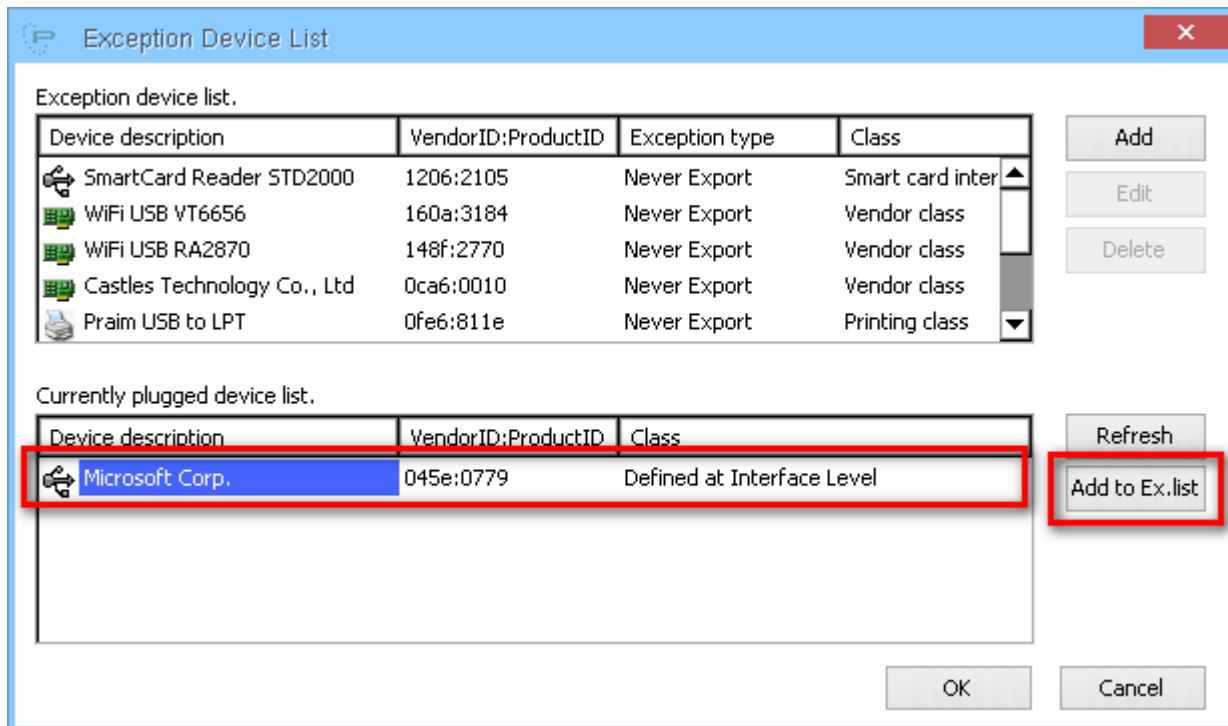 Exception Device List
Exception device list.
Device description VendorID:ProductID Exception type Class
Add
SmartCard Reader STD2000 1206:2105 Never Export Smart card inter
Edit
WiFi USB VT6656 160a:3184 Never Export Vendor class
WiFi USB RA2870 148f:2770 Never Export Vendor class
Delete
Castles Technology Co., Ltd 0ca6:0010 Never Export Vendor class
Praim USB to LPT 0fe6:811e Never Export Printing class
Currently plugged device list.
Device description VendorID:ProductID Class
Refresh
Microsoft Corp. 045e:0779 Defined at Interface Level
Add to Ex.list
OK Cancel